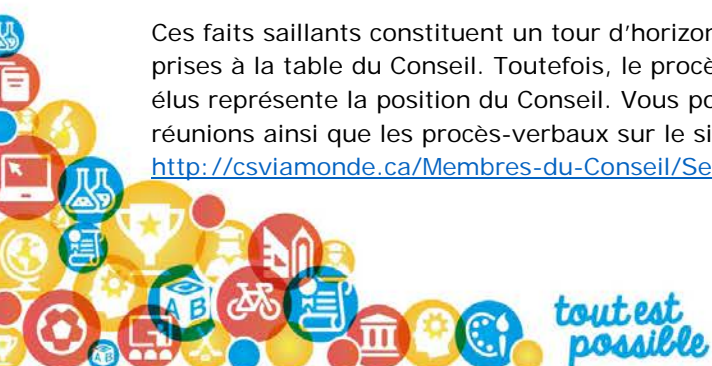 Ces faits saillants constituent un tour d'horizon
prises à la table du Conseil. Toutefois, le procè
élus représente la position du Conseil. Vous po
réunions ainsi que les procès-verbaux sur le si
http://csviamonde.ca/Membres-du-Conseil/Se
A B
A B
tout est
possible